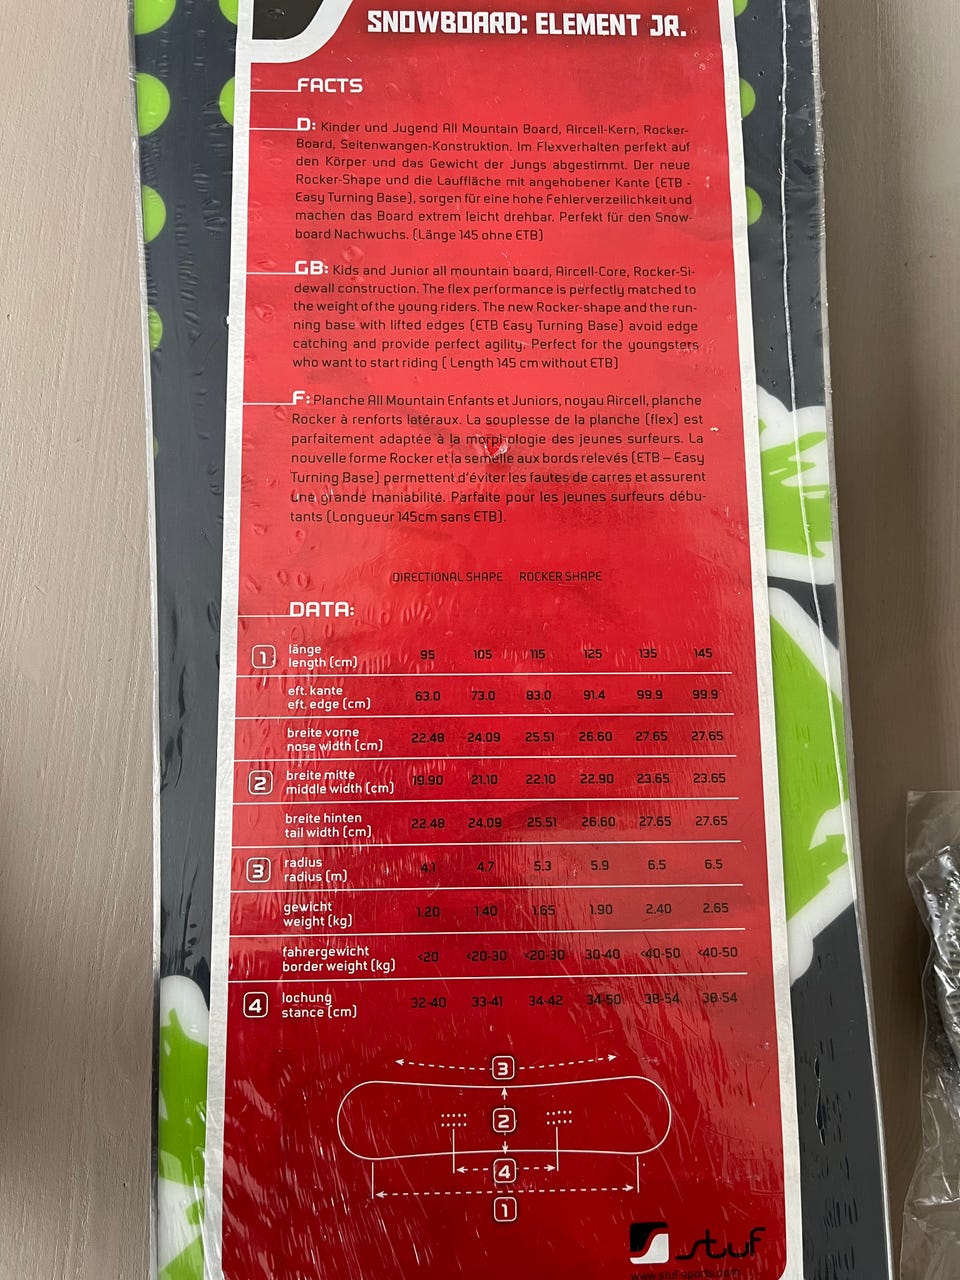 SNOWBOARD: ELEMENT JR.
FACTS
D: Kinder und Jugend All Mountain Board, Aircell-Kern, Rocker-
Board, Seitenwangen-Konstruktion. Im Flexverhalten perfekt auf
den Körper und das Gewicht der Jungs abgestimmt. Der neue
Rocker-Shape und die Lauffläche mit angehobener Kante (ETB -
Easy Turning Base), sorgen für eine hohe Fehlerverzeilichkeit und
machen das Board extrem leicht drehbar. Perfekt für den Snow-
board Nachwuchs. (Länge 145 ohne ETB)
GB: Kids and Junior all mountain board, Aircell-Core, Rocker-Si-
dewall construction. The flex performance is perfectly matched to
the weight of the young riders. The new Rocker-shape and the run-
ning base with lifted edges (ETB Easy Turning Base) avoid edge
catching and provide perfect agility. Perfect for the youngsters
who want to start riding ( Length 145 cm without ETB)
F: Planche All Mountain Enfants et Juniors, noyau Aircell, planche
Rocker à renforts latéraux. La souplesse de la planche (flex) est
parfaitement adaptée à la morphologie des jeunes surfeurs. La
nouvelle forme Rocker et la semelle aux bords relevés (ETB – Easy
Turning Base) permettent d'éviter les fautes de carres et assurent
une grande maniabilité. Parfaite pour les jeunes surfeurs débu-
tants (Longueur 145cm sans ETB).
DIRECTIONAL SHAPE ROCKER SHAPE
DATA:
1 länge
length (cm) 95 105 115 125 135 145
eft. kante
eft. edge (cm) 63.0 73.0 83.0 91.4 99.9 99.9
breite vorne
nose width (cm) 22.48 24.09 25.51 26.60 27.65 27.65
2 breite mitte
middle width (cm) 19.90 21.10 22.10 22.90 23.65 23.65
breite hinten
tail width (cm) 22.48 24.09 25.51 26.60 27.65 27.65
3 radius
radius (m) 4.1 4.7 5.3 5.9 6.5 6.5
gewicht
weight (kg) 1.20 1.40 1.65 1.90 2.40 2.65
fahrergewicht
border weight (kg) <20 <20-30 <20-30 30-40 <40-50 <40-50
4 lochung
stance (cm) 32-40 33-41 34-42 34-50 38-54 38-54
3
2
4
1
stuf
www.stuf-sports.com